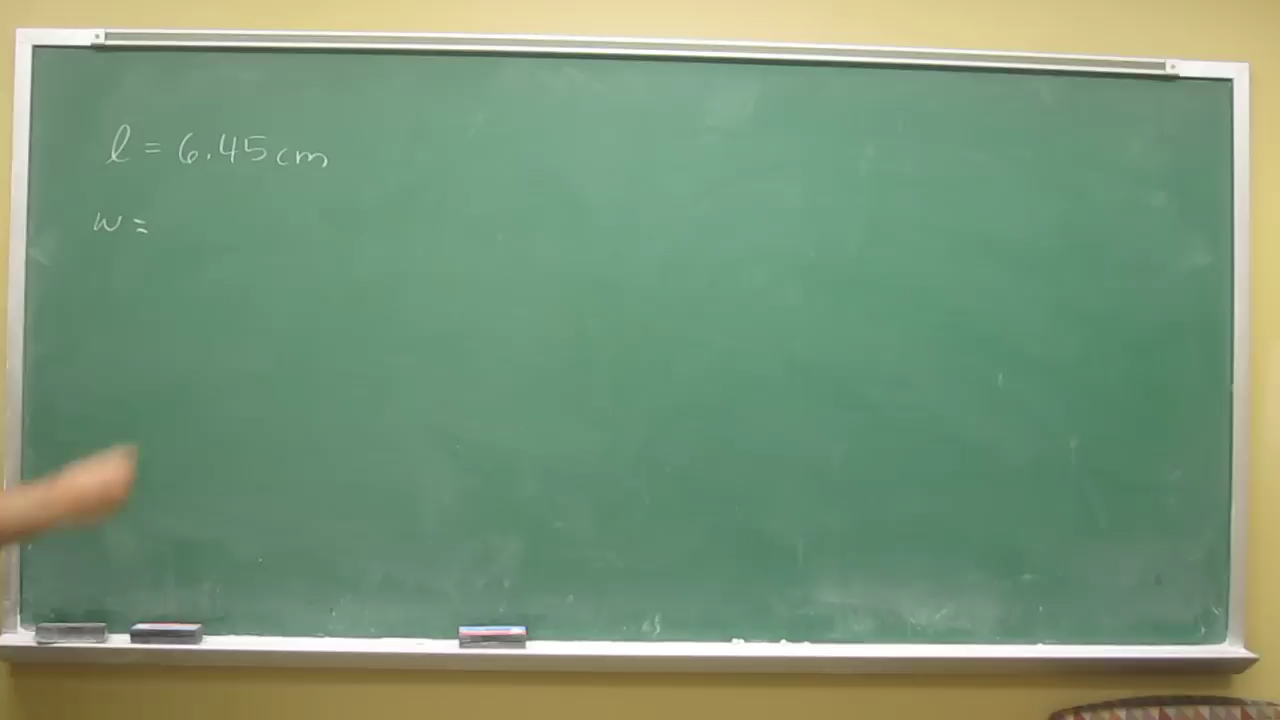 l = 6.45 cm
w =